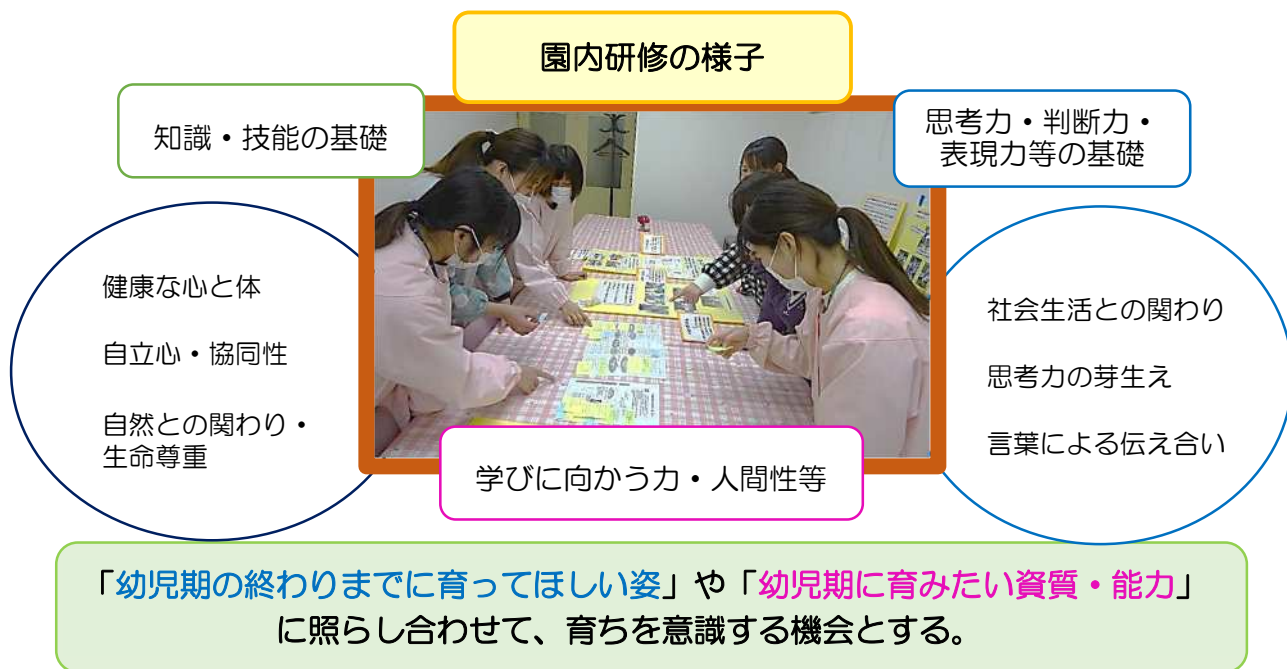 園内研修の様子
知識・技能の基礎
思考力・判断力・
表現力等の基礎
健康な心と体
自立心・協同性
自然との関わり・
生命尊重
社会生活との関わり
思考力の芽生え
言葉による伝え合い
学びに向かう力・人間性等
「幼児期の終わりまでに育ってほしい姿」や「幼児期に育みたい資質・能力」
に照らし合わせて、育ちを意識する機会とする。